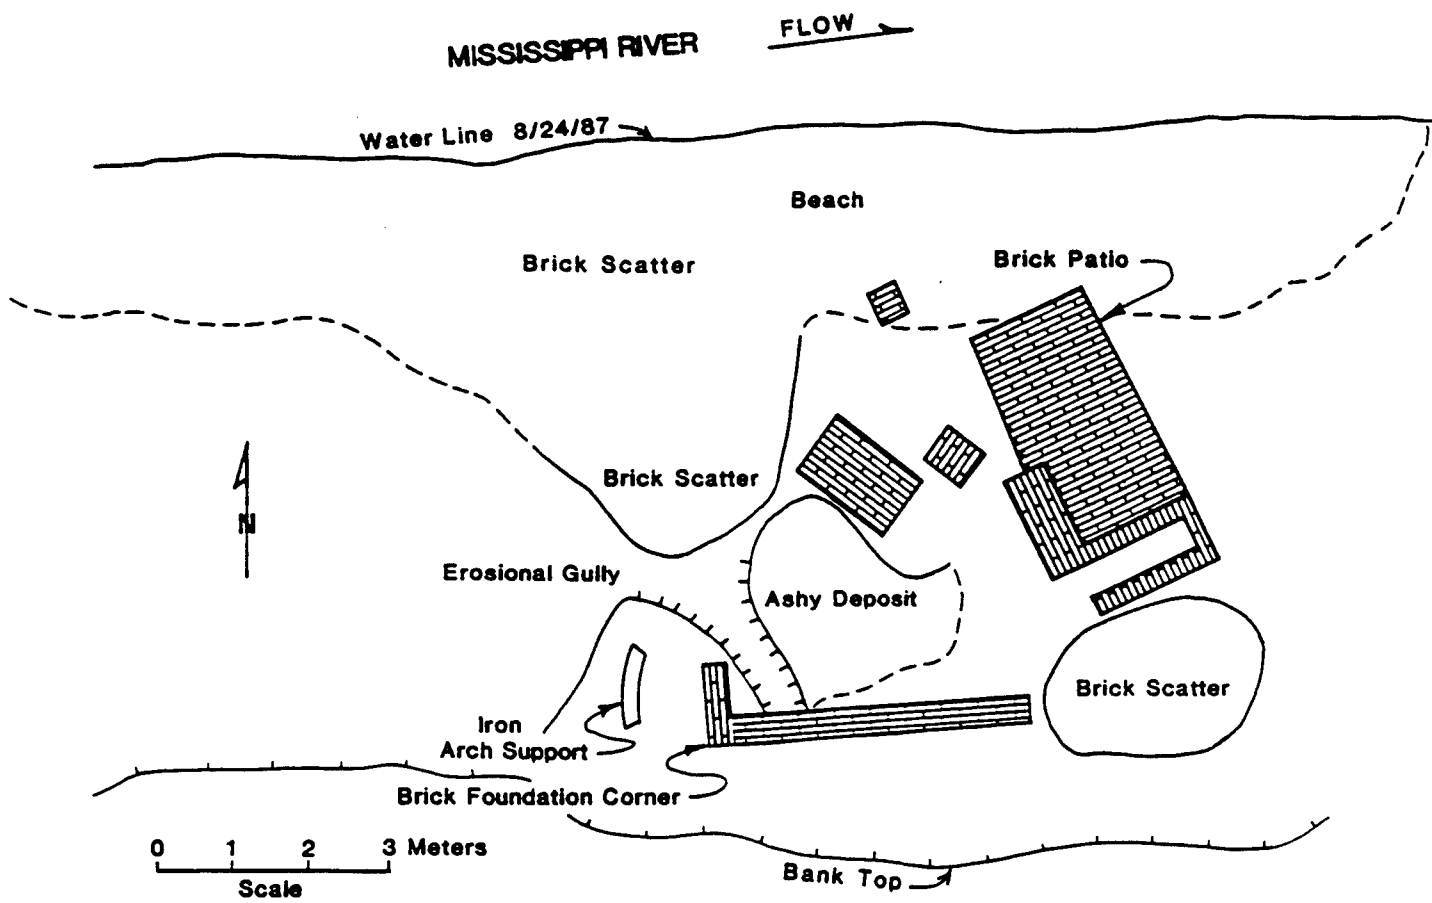 MISSISSIPPI RIVER
FLOW
Water Line 8/24/87
Beach
Brick Scatter
Brick Patio
Brick Scatter
N
Erosional Gully
Ashy Deposit
Brick Scatter
Iron
Arch Support
Brick Foundation Corner
0 1 2 3 Meters
Scale
Bank Top